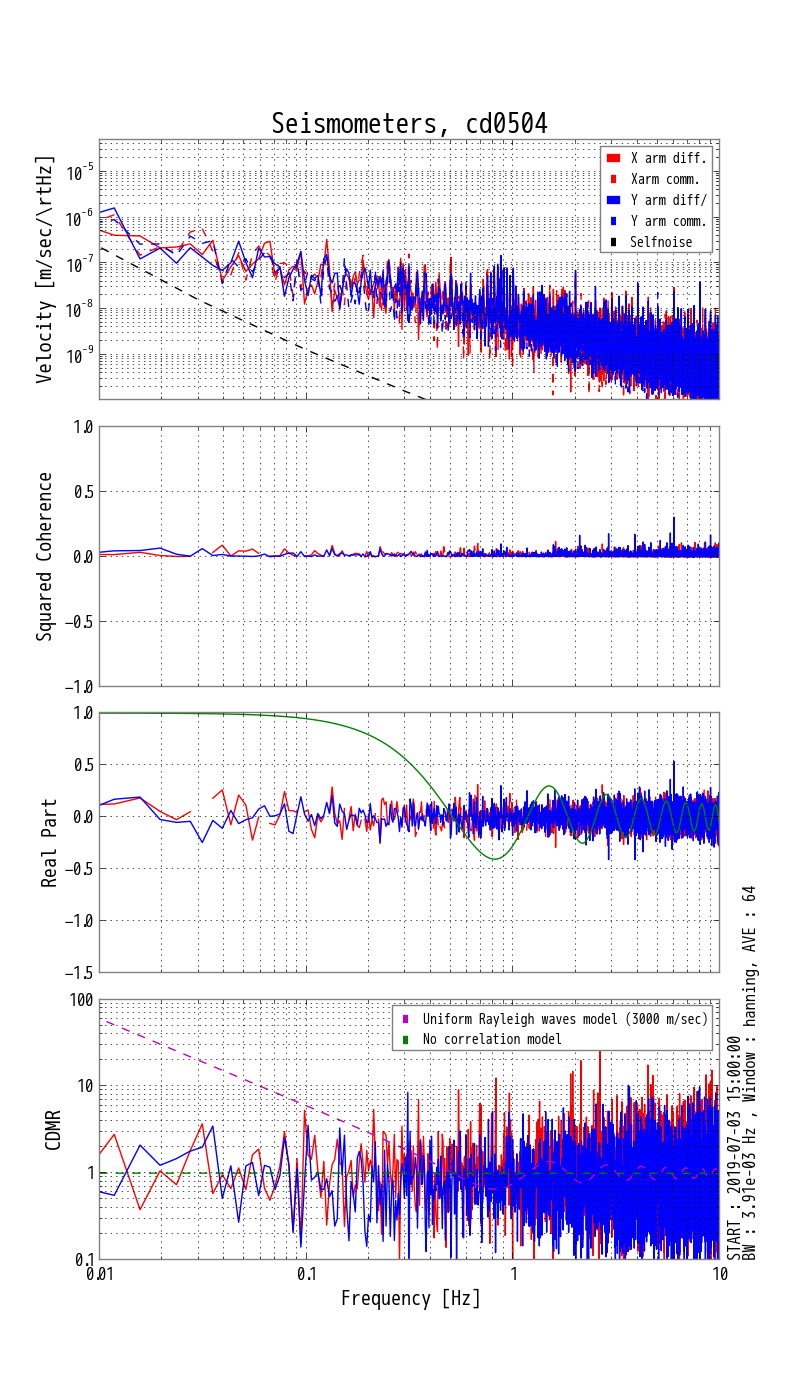 Seismometers, cd0504
Velocity [m/sec/\rtHz]
10^-5
10^-6
10^-7
10^-8
10^-9
X arm diff.
Xarm comm.
Y arm diff/
Y arm comm.
Selfnoise
Squared Coherence
1.0
0.5
0.0
−0.5
−1.0
Real Part
1.0
0.5
0.0
−0.5
−1.0
−1.5
CDMR
100
10
1
0.1
Uniform Rayleigh waves model (3000 m/sec)
No correlation model
0.01
0.1
1
10
Frequency [Hz]
START : 2019-07-03 15:00:00
BW : 3.91e-03 Hz , Window : hanning, AVE : 64